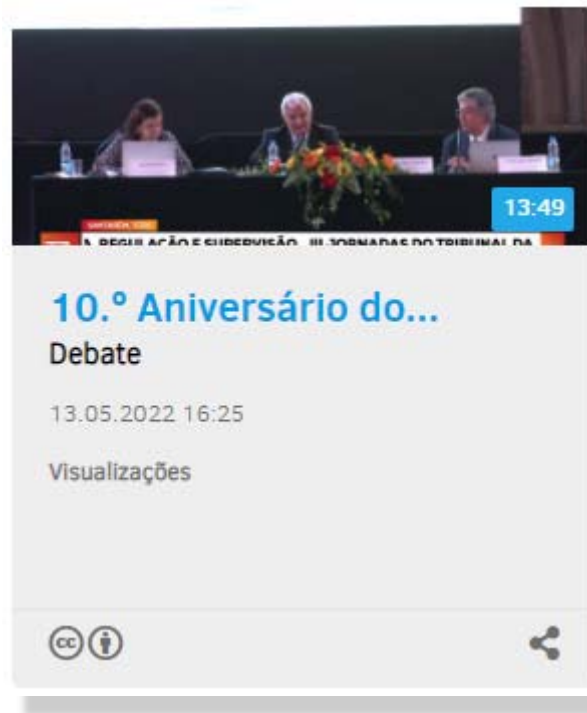 13:49
REGULAÇÃO E SUPERVISÃO III JORNADAS DO TRIBUNAL DA
10.º Aniversário do...
Debate
13.05.2022 16:25
Visualizações
cc